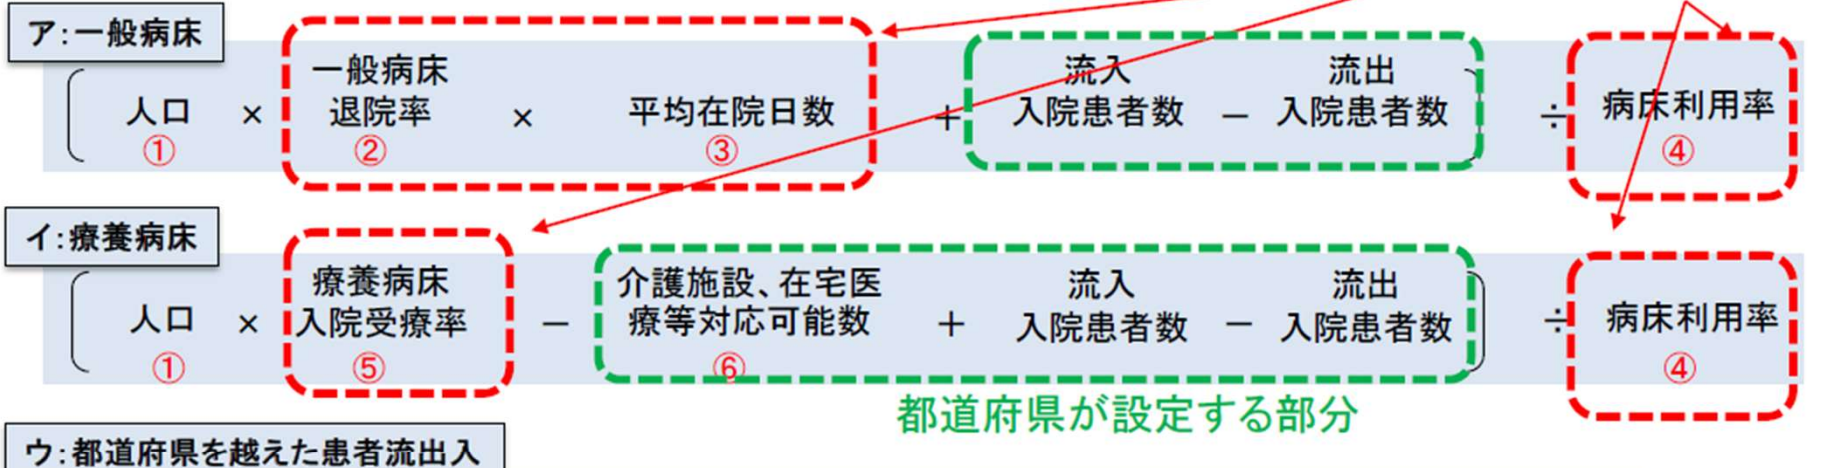 ア:一般病床
人口 × 一般病床退院率 × 平均在院日数 + 流入入院患者数 − 流出入院患者数 ÷ 病床利用率
① ② ③ ④
イ:療養病床
人口 × 療養病床入院受療率 − 介護施設、在宅医療等対応可能数 + 流入入院患者数 − 流出入院患者数 ÷ 病床利用率
① ⑤ ⑥ ④
都道府県が設定する部分
ウ:都道府県を越えた患者流出入